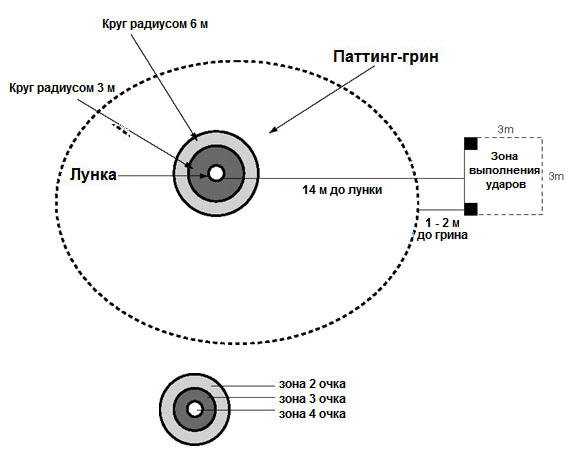 Круг радиусом 6 м
Паттинг-грин
Круг радиусом 3 м
Лунка
14 м до лунки
3m
Зона
выполнения
ударов
3m
1 - 2 м
до грина
зона 2 очка
зона 3 очка
зона 4 очка